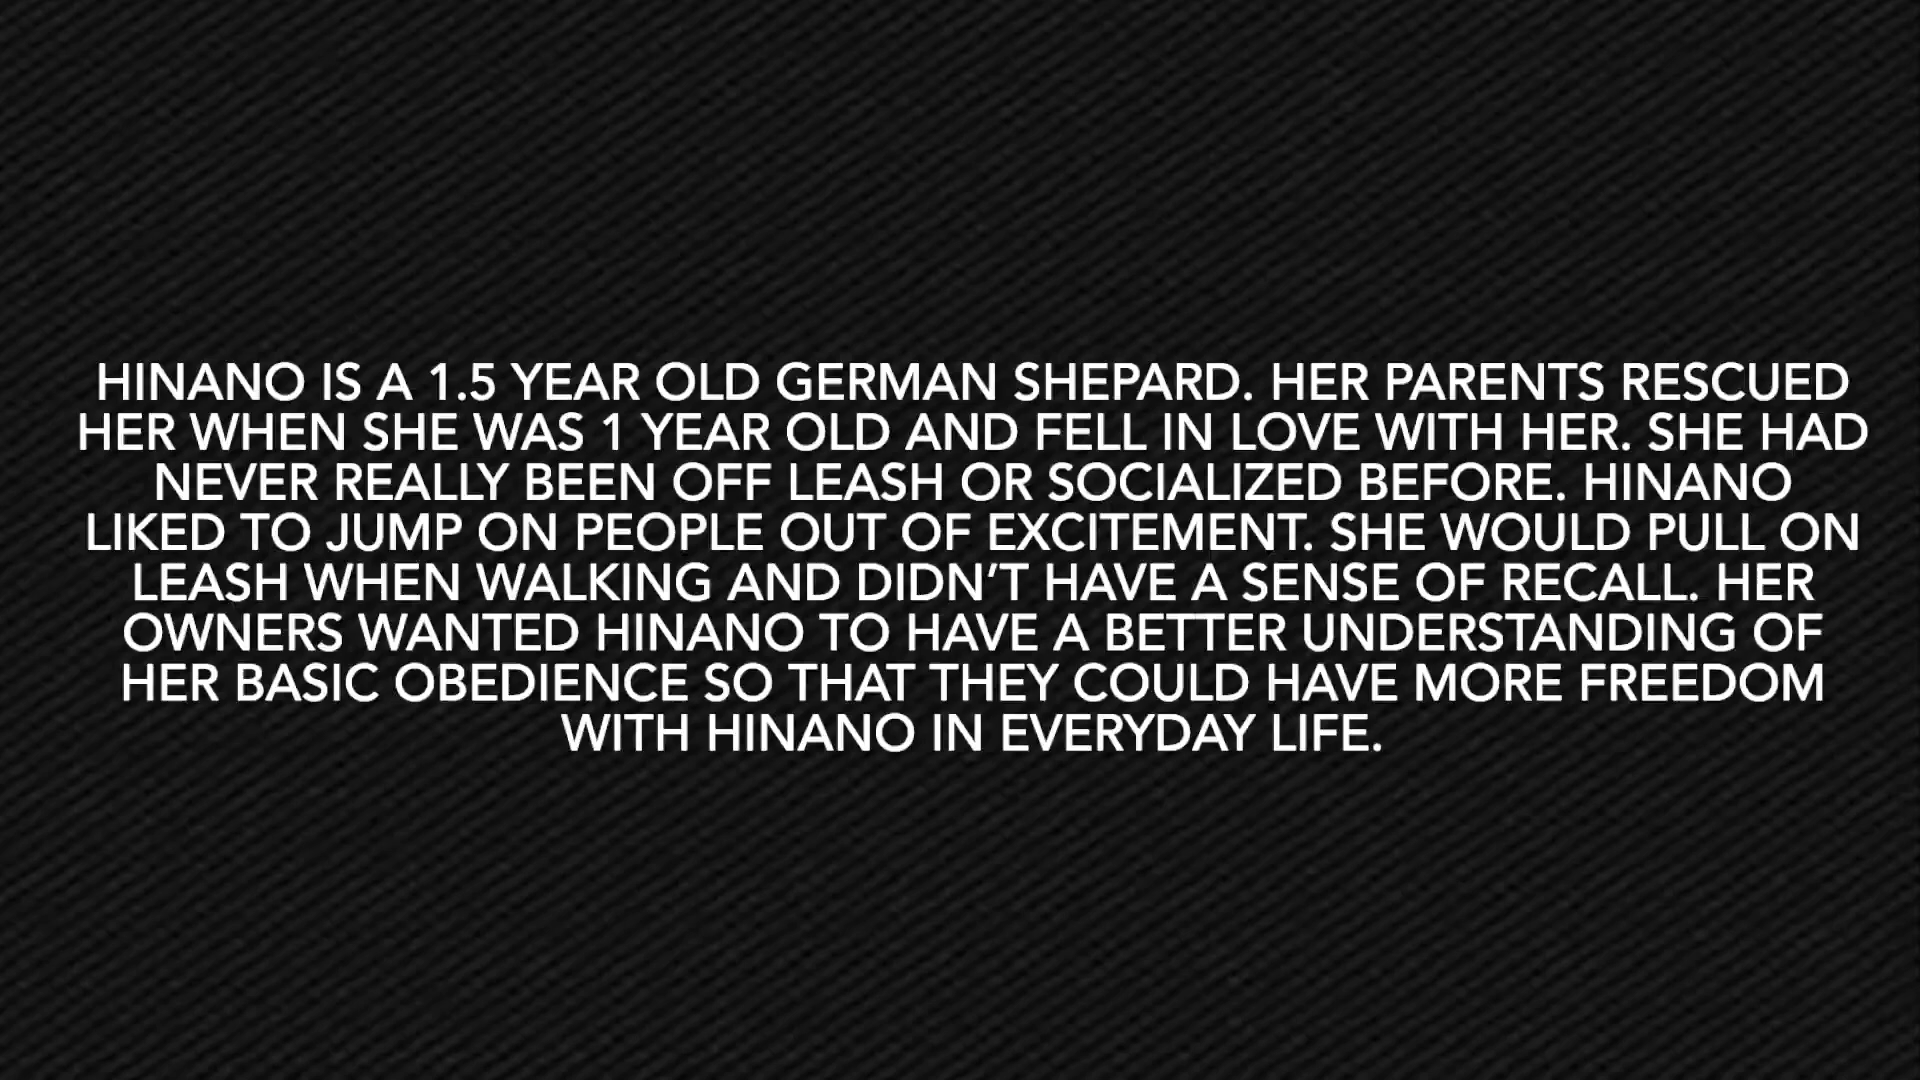 HINANO IS A 1.5 YEAR OLD GERMAN SHEPARD. HER PARENTS RESCUED
HER WHEN SHE WAS 1 YEAR OLD AND FELL IN LOVE WITH HER. SHE HAD
NEVER REALLY BEEN OFF LEASH OR SOCIALIZED BEFORE. HINANO
LIKED TO JUMP ON PEOPLE OUT OF EXCITEMENT. SHE WOULD PULL ON
LEASH WHEN WALKING AND DIDN’T HAVE A SENSE OF RECALL. HER
OWNERS WANTED HINANO TO HAVE A BETTER UNDERSTANDING OF
HER BASIC OBEDIENCE SO THAT THEY COULD HAVE MORE FREEDOM
WITH HINANO IN EVERYDAY LIFE.